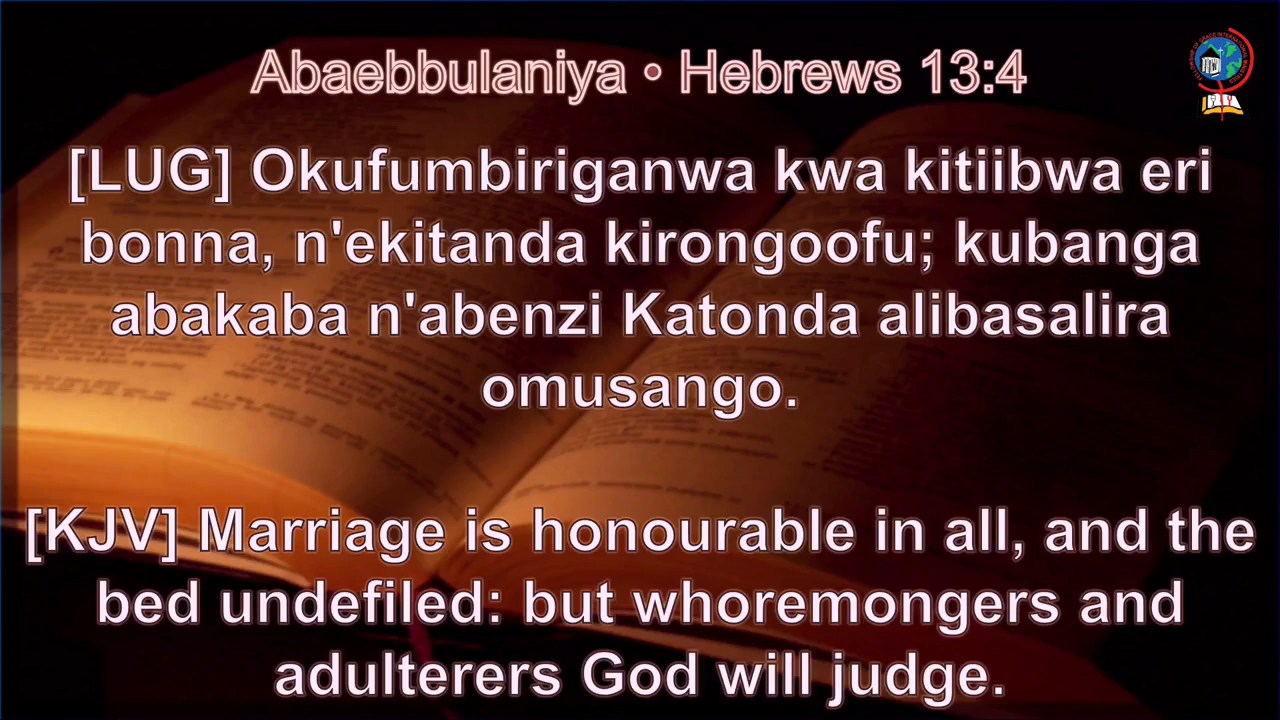 Abaebbulaniya • Hebrews 13:4
[LUG] Okufumbiriganwa kwa kitiibwa eri
bonna, n'ekitanda kirongoofu; kubanga
abakaba n'abenzi Katonda alibasalira
omusango.
[KJV] Marriage is honourable in all, and the
bed undefiled: but whoremongers and
adulterers God will judge.